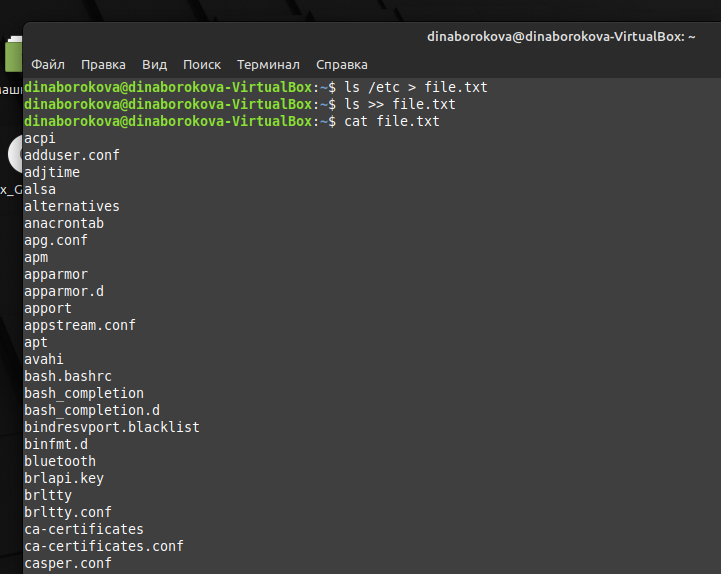 dinaborokova@dinaborokova-VirtualBox: ~
Файл Правка Вид Поиск Терминал Справка
dinaborokova@dinaborokova-VirtualBox:~$ ls /etc > file.txt
dinaborokova@dinaborokova-VirtualBox:~$ ls >> file.txt
dinaborokova@dinaborokova-VirtualBox:~$ cat file.txt
acpi
adduser.conf
adjtime
alsa
alternatives
anacrontab
apg.conf
apm
apparmor
apparmor.d
apport
appstream.conf
apt
avahi
bash.bashrc
bash_completion
bash_completion.d
bindresvport.blacklist
binfmt.d
bluetooth
brlapi.key
brltty
brltty.conf
ca-certificates
ca-certificates.conf
casper.conf